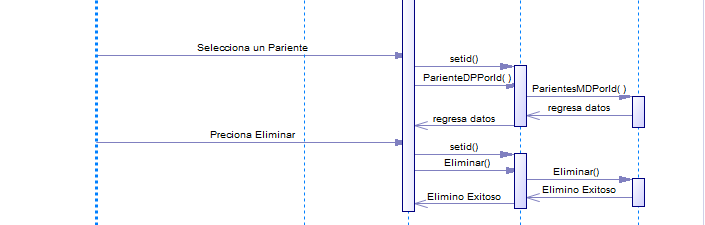 Selecciona un Pariente
setid()
ParienteDPPorId( )
ParientesMDPorId( )
regresa datos
regresa datos
Preciona Eliminar
setid()
Eliminar()
Eliminar()
Elimino Exitoso
Elimino Exitoso